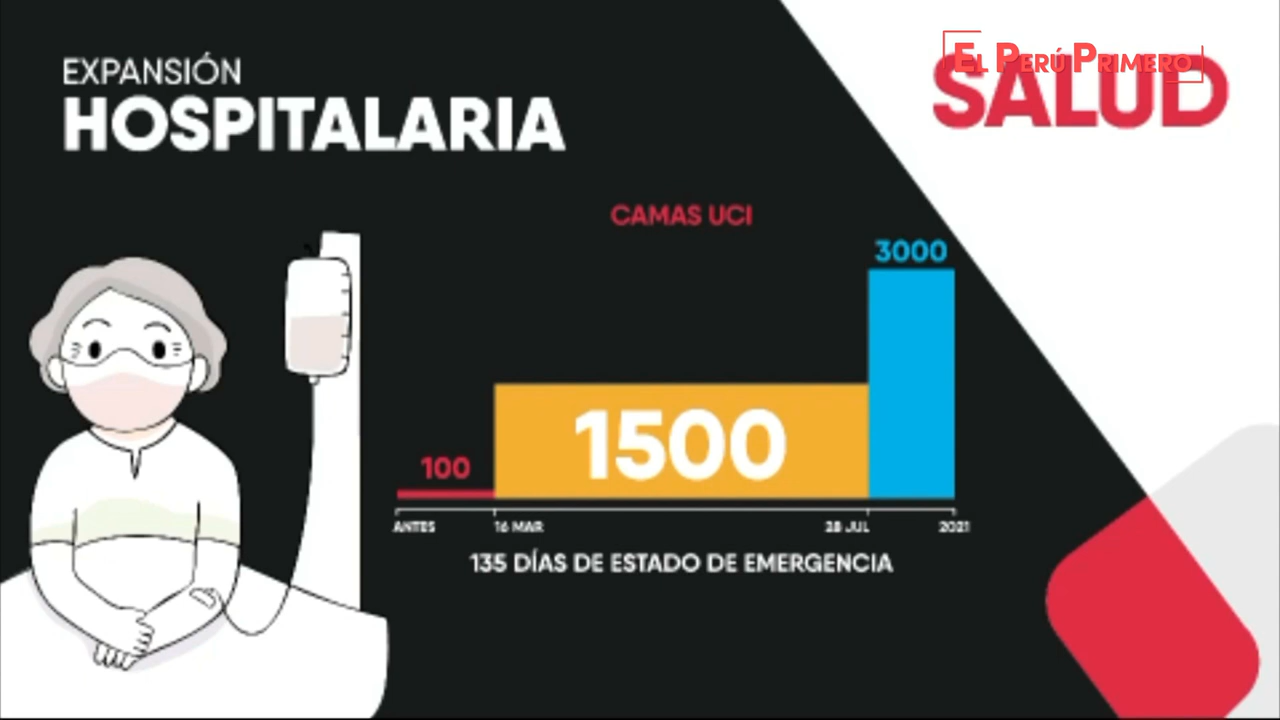 EXPANSIÓN
HOSPITALARIA
EL PERÚ PRIMERO
SALUD
CAMAS UCI
3000
1500
100
ANTES
16 MAR
28 JUL
2021
135 DÍAS DE ESTADO DE EMERGENCIA